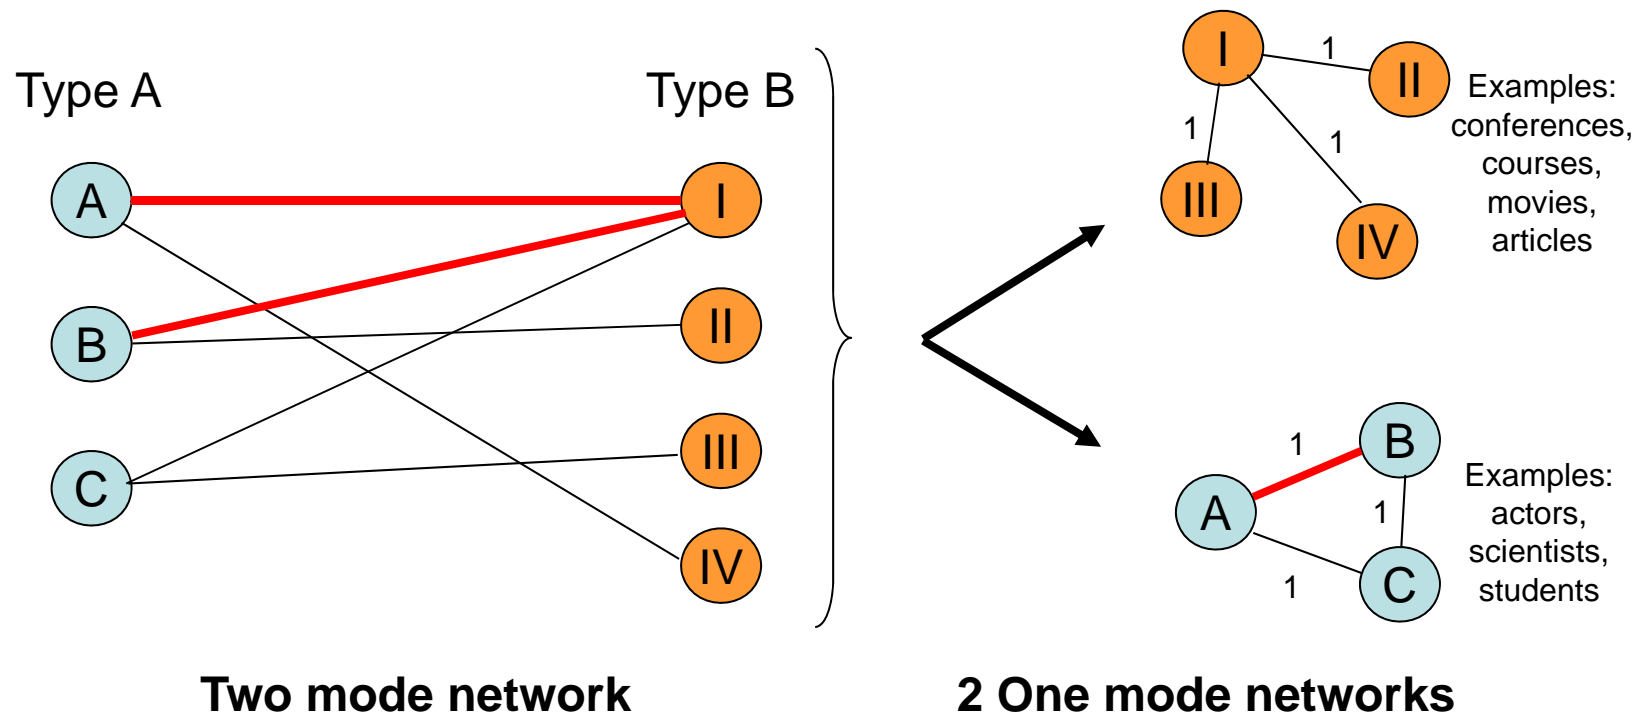 Type A
Type B
A
B
C
I
II
III
IV
I
II
III
IV
1
1
1
Examples:
conferences,
courses,
movies,
articles
A
B
C
1
1
1
Examples:
actors,
scientists,
students
Two mode network
2 One mode networks